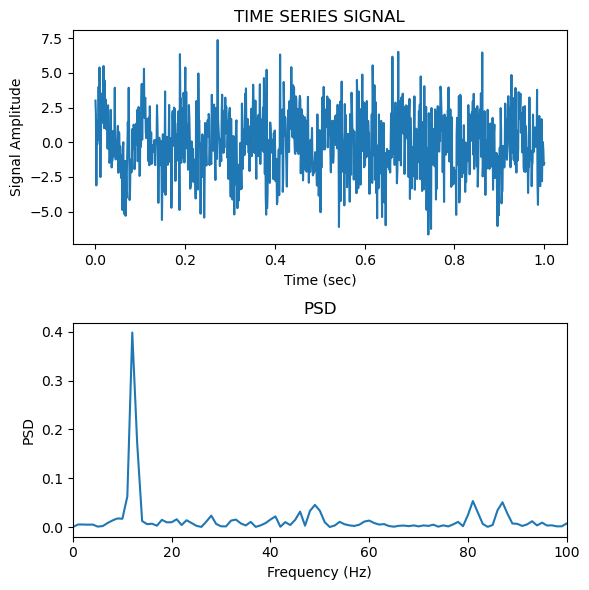 TIME SERIES SIGNAL
Signal Amplitude
7.5
5.0
2.5
0.0
−2.5
−5.0
0.0 0.2 0.4 0.6 0.8 1.0
Time (sec)
PSD
PSD
0.4
0.3
0.2
0.1
0.0
0 20 40 60 80 100
Frequency (Hz)